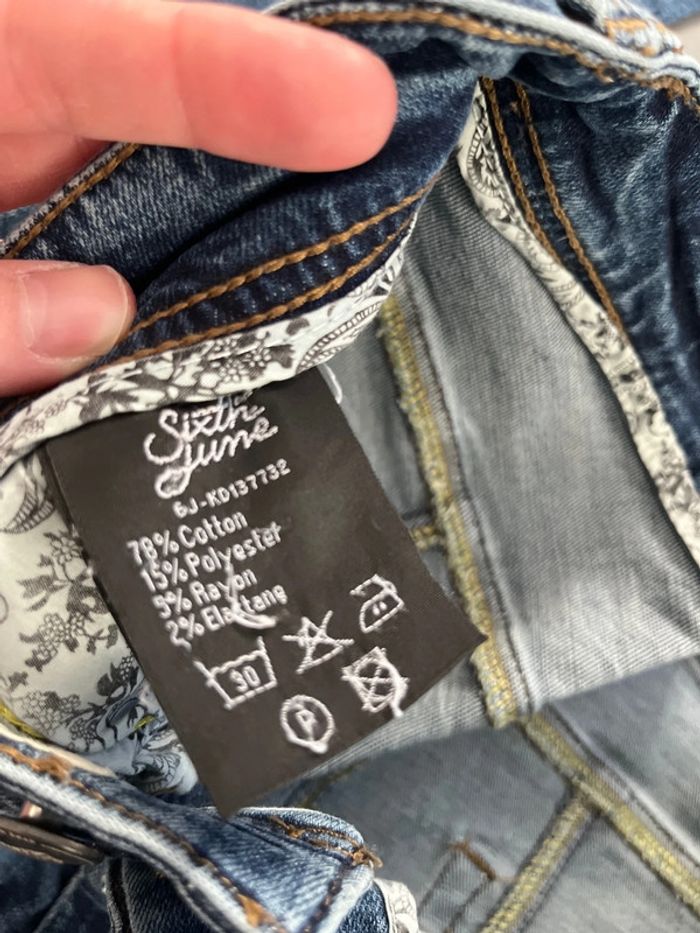 Sixth
June
6J-K0137732
78% Cotton
15% Polyester
5% Rayon
2% Elastane
30
P